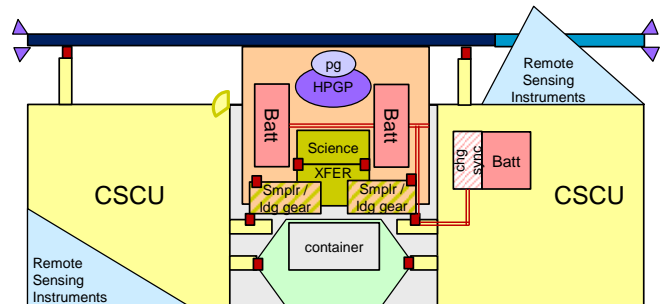 pg
HPGP
Remote
Sensing
Instruments
Batt
Batt
Science
XFER
chg
sync
Batt
Smplr /
ldg gear
Smplr /
ldg gear
CSCU
CSCU
container
Remote
Sensing
Instruments